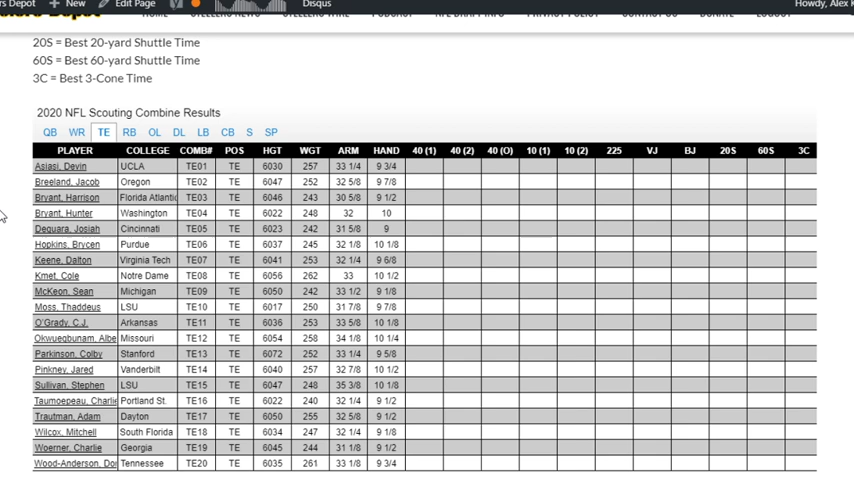 New Edit Page Disqus Howdy, Alex
20S = Best 20-yard Shuttle Time
60S = Best 60-yard Shuttle Time
3C = Best 3-Cone Time
2020 NFL Scouting Combine Results
QB WR TE RB OL DL LB CB S SP
PLAYER COLLEGE COMB# POS HGT WGT ARM HAND 40 (1) 40 (2) 40 (O) 10 (1) 10 (2) 225 VJ BJ 20S 60S 3C
Asiasi, Devin UCLA TE01 TE 6030 257 33 1/4 9 3/4
Breeland, Jacob Oregon TE02 TE 6047 252 32 5/8 9 7/8
Bryant, Harrison Florida Atlantic TE03 TE 6046 243 30 5/8 9 1/2
Bryant, Hunter Washington TE04 TE 6022 248 32 10
Deguara, Josiah Cincinnati TE05 TE 6023 242 31 5/8 9
Hopkins, Brycen Purdue TE06 TE 6037 245 32 1/8 10 1/8
Keene, Dalton Virginia Tech TE07 TE 6041 253 32 1/4 9 6/8
Kmet, Cole Notre Dame TE08 TE 6056 262 33 10 1/2
McKeon, Sean Michigan TE09 TE 6050 242 33 1/2 9 1/8
Moss, Thaddeus LSU TE10 TE 6017 250 31 7/8 9 7/8
O'Grady, C.J. Arkansas TE11 TE 6036 253 33 5/8 10 1/8
Okwuegbunam, Albe Missouri TE12 TE 6054 258 34 1/8 10 1/4
Parkinson, Colby Stanford TE13 TE 6072 252 33 1/4 9 5/8
Pinkney, Jared Vanderbilt TE14 TE 6040 257 32 7/8 10 1/2
Sullivan, Stephen LSU TE15 TE 6047 248 35 3/8 10 1/8
Taumoepeau, Charlie Portland St. TE16 TE 6022 240 32 1/4 9 1/2
Trautman, Adam Dayton TE17 TE 6050 255 32 5/8 9 1/2
Wilcox, Mitchell South Florida TE18 TE 6034 247 32 1/4 9 1/8
Woerner, Charlie Georgia TE19 TE 6045 244 31 1/8 9 1/2
Wood-Anderson, Do Tennessee TE20 TE 6035 261 33 1/8 9 3/4